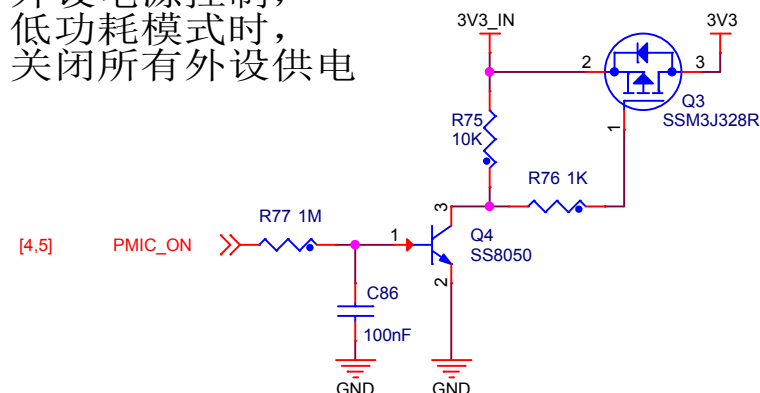 低功耗模式时，
关闭所有外设供电
3V3_IN
3V3
2
3
Q3
SSM3J328R
1
R75
10K
R76 1K
3
R77 1M
1
Q4
SS8050
[4,5]
PMIC_ON
2
C86
100nF
GND
GND